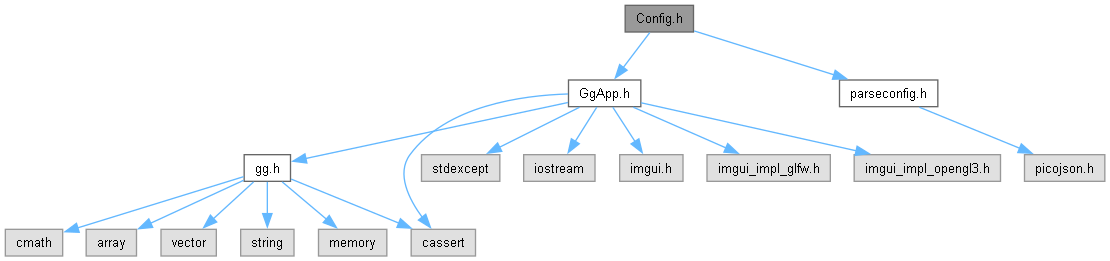 Config.h
GgApp.h
parseconfig.h
gg.h
stdexcept
iostream
imgui.h
imgui_impl_glfw.h
imgui_impl_opengl3.h
picojson.h
cmath
array
vector
string
memory
cassert